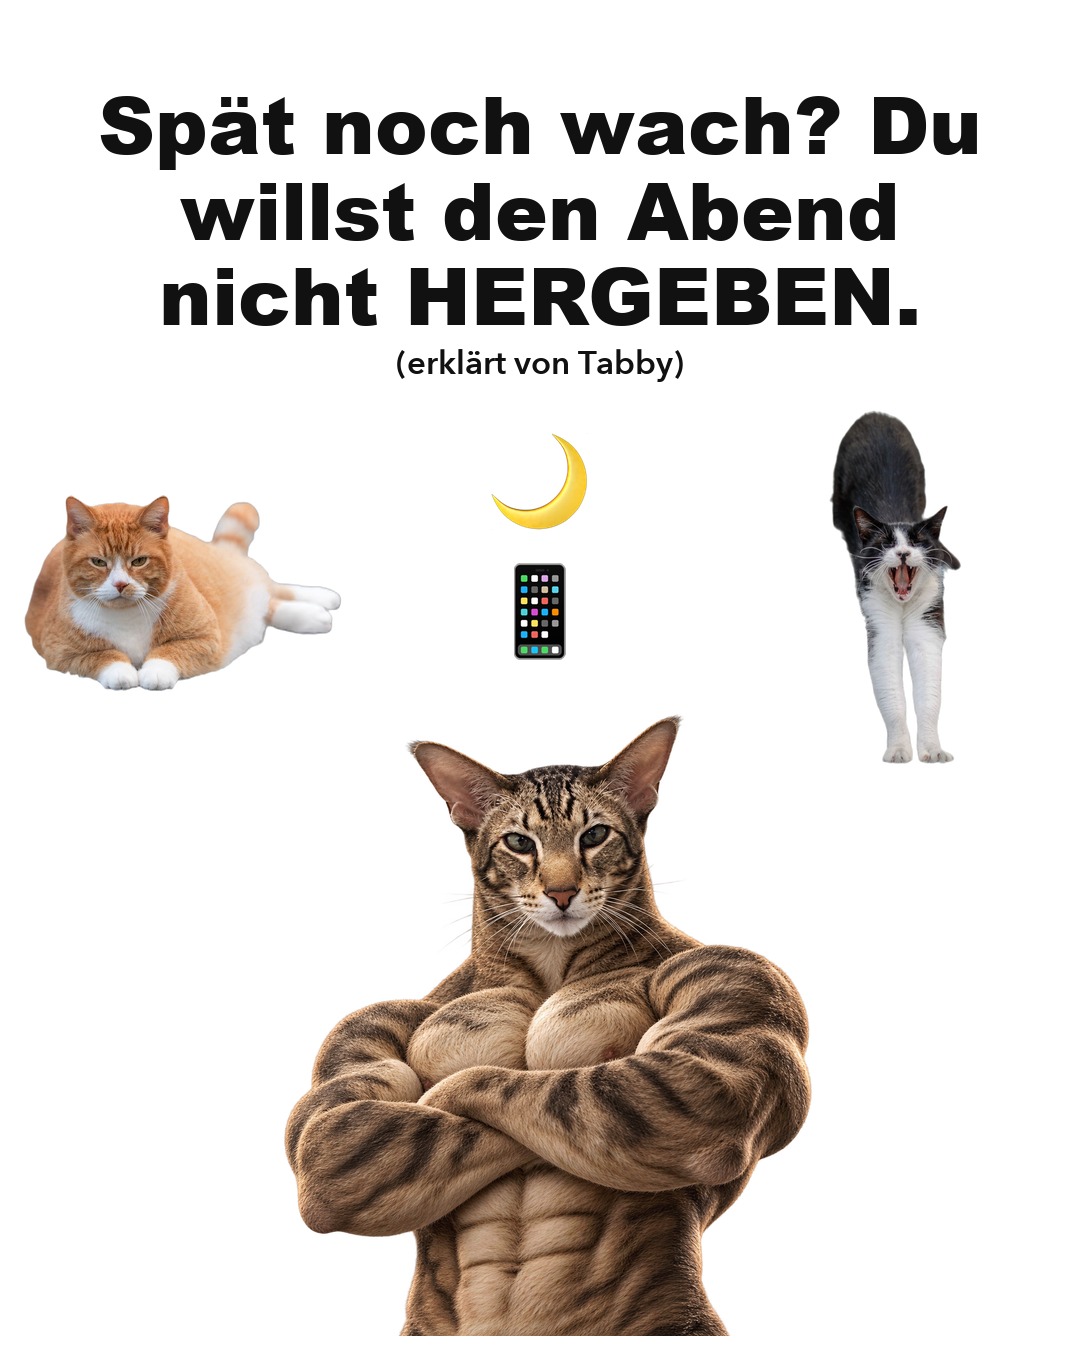 Spät noch wach? Du
willst den Abend
nicht HERGEBEN.
(erklärt von Tabby)